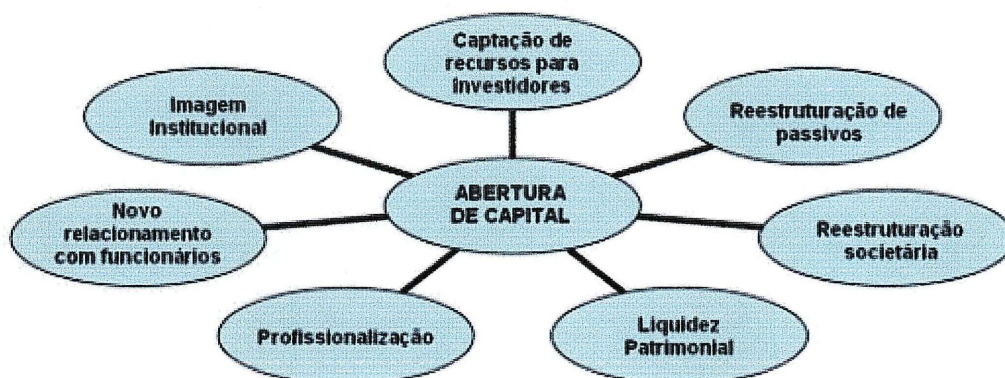 Captação de
recursos para
investidores
Imagem
Institucional
Reestruturação de
passivos
ABERTURA
DE CAPITAL
Novo
relacionamento
com funcionários
Reestruturação
societária
Profissionalização
Liquidez
Patrimonial